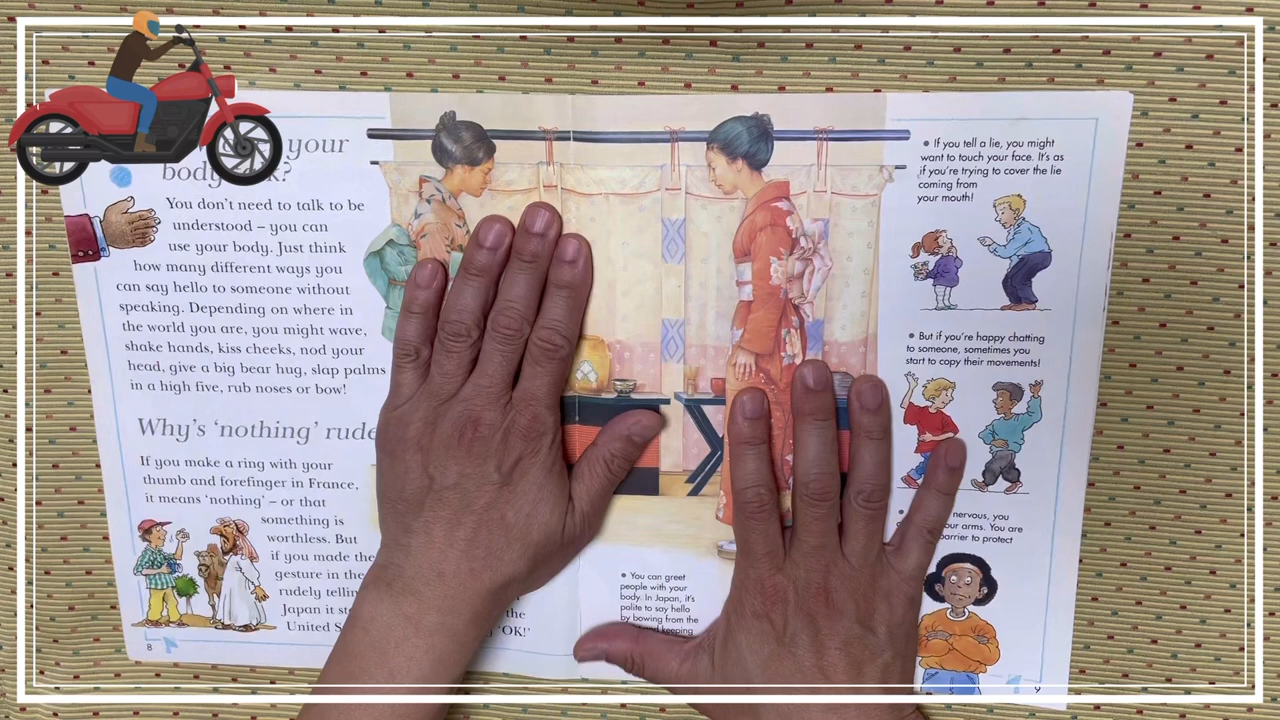 your
body
You don't need to talk to be
understood – you can
use your body. Just think
how many different ways you
can say hello to someone without
speaking. Depending on where in
the world you are, you might wave,
shake hands, kiss cheeks, nod your
head, give a big bear hug, slap palms
in a high five, rub noses or bow!
Why's 'nothing' rude
If you make a ring with your
thumb and forefinger in France,
it means 'nothing' – or that
something is
worthless. But
if you made the
gesture in the
rudely
Japan it
United
the
'OK!'
8
• You can greet
people with your
body. In Japan, it's
polite to say hello
by bowing from the
and keeping
• If you tell a lie, you might
want to touch your face. It's as
if you're trying to cover the lie
coming from
your mouth!
• But if you're happy chatting
to someone, sometimes you
start to copy their movements!
nervous, you
your arms. You are
barrier to protect
9